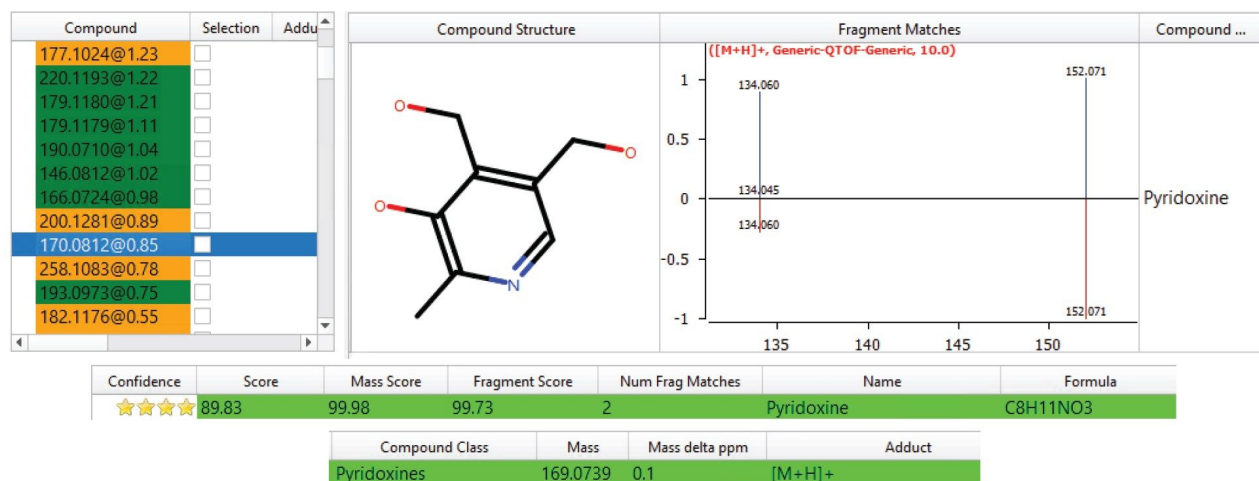 Compound Selection Addu
177.1024@1.23
220.1193@1.22
179.1180@1.21
179.1179@1.11
190.0710@1.04
146.0812@1.02
166.0724@0.98
200.1281@0.89
170.0812@0.85
258.1083@0.78
193.0973@0.75
182.1176@0.55
Compound Structure Fragment Matches Compound ...
O
O
O
N
([M+H]+, Generic-QTOF-Generic, 10.0)
1
0.5
0
-0.5
-1
134.060
152.071
134.045
134.060
152.071
135 140 145 150
Pyridoxine
Confidence Score Mass Score Fragment Score Num Frag Matches Name Formula
89.83 99.98 99.73 2 Pyridoxine C8H11NO3
Compound Class Mass Mass delta ppm Adduct
Pyridoxines 169.0739 0.1 [M+H]+